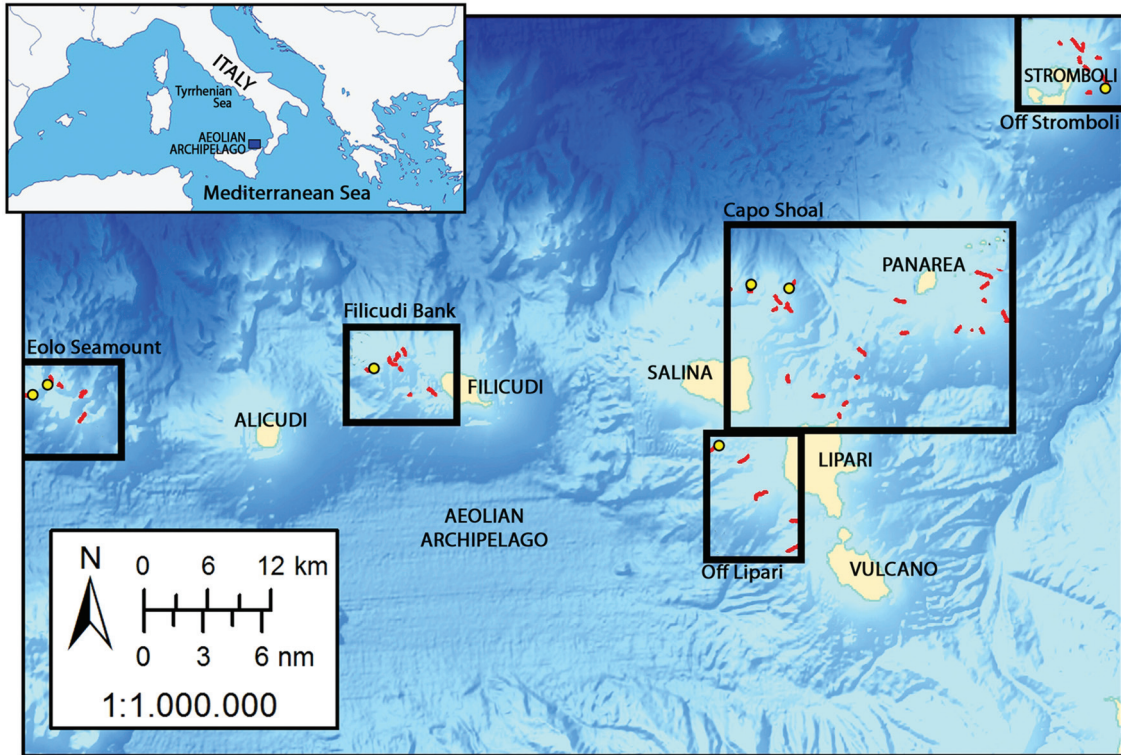 ITALY
Tyrrhenian
Sea
AEOLIAN
ARCHIPELAGO
Mediterranean Sea
STROMBOLI
Off Stromboli
Capo Shoal
PANAREA
Filicudi Bank
Eolo Seamount
SALINA
FILICUDI
ALICUDI
LIPARI
AEOLIAN
ARCHIPELAGO
Off Lipari
VULCANO
N
0 6 12 km
0 3 6 nm
1:1.000.000